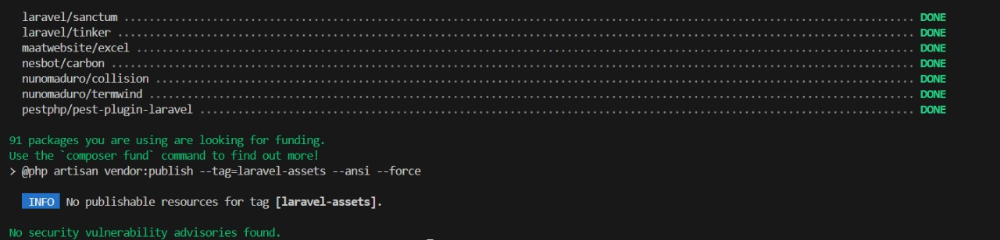 laravel/sanctum ........................................................................................................................... DONE
laravel/tinker ............................................................................................................................ DONE
maatwebsite/excel ......................................................................................................................... DONE
nesbot/carbon ............................................................................................................................. DONE
nunomaduro/collision ...................................................................................................................... DONE
nunomaduro/termwind ....................................................................................................................... DONE
pestphp/pest-plugin-laravel ............................................................................................................... DONE
91 packages you are using are looking for funding.
Use the `composer fund` command to find out more!
> @php artisan vendor:publish --tag=laravel-assets --ansi --force
INFO No publishable resources for tag [laravel-assets].
No security vulnerability advisories found.